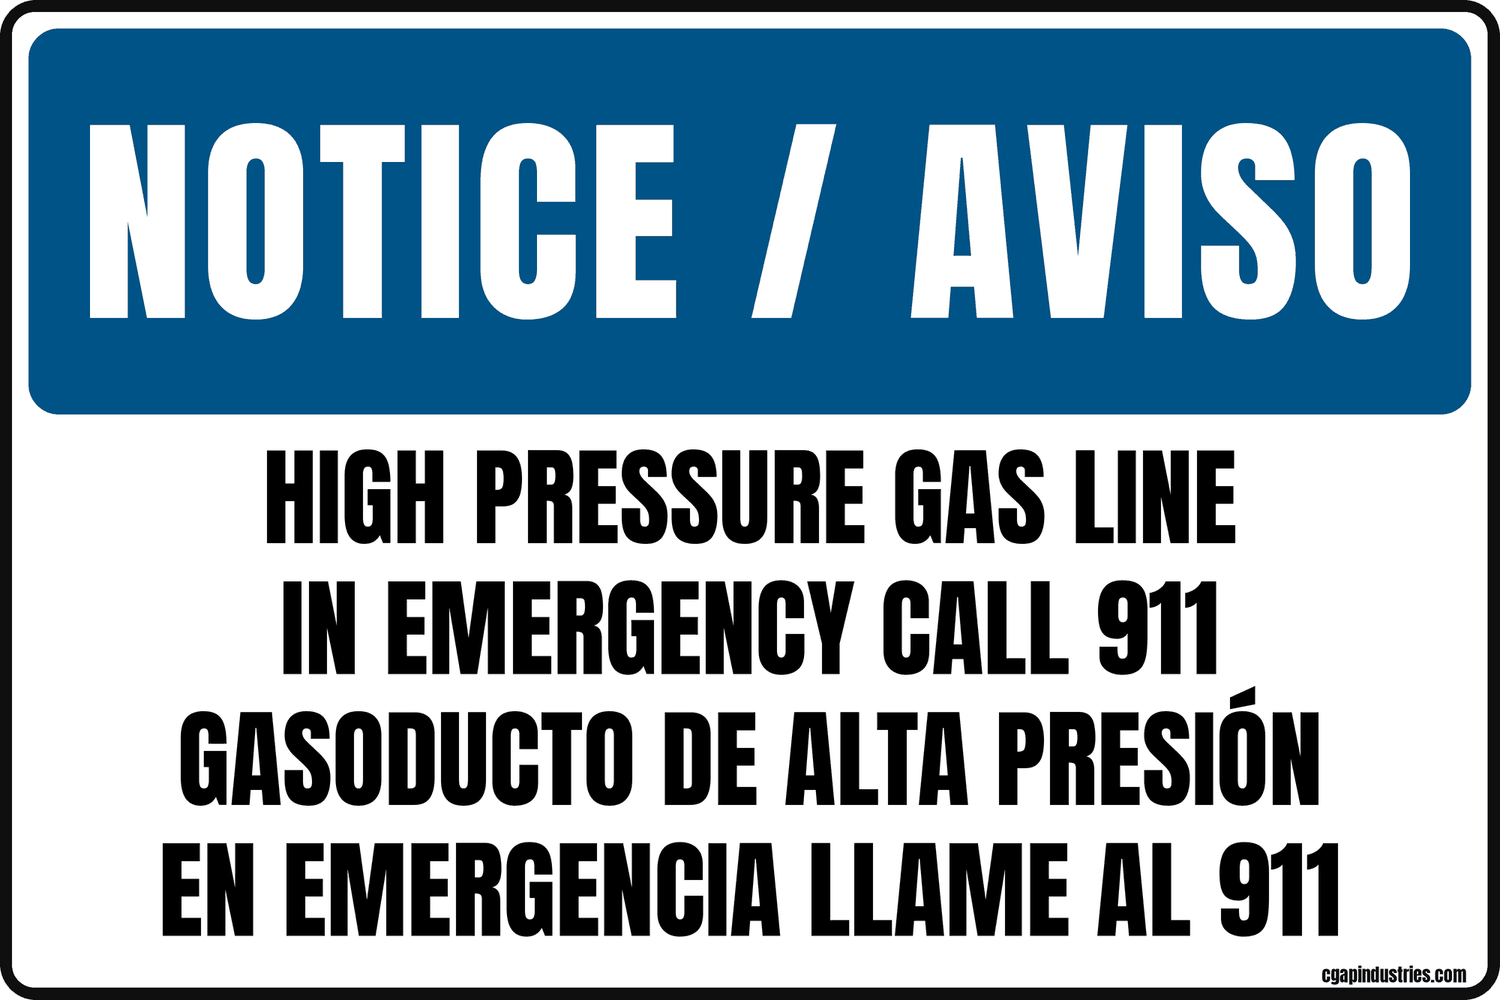 NOTICE / AVISO
HIGH PRESSURE GAS LINE
IN EMERGENCY CALL 911
GASODUCTO DE ALTA PRESIÓN
EN EMERGENCIA LLAME AL 911
cgapindustries.com